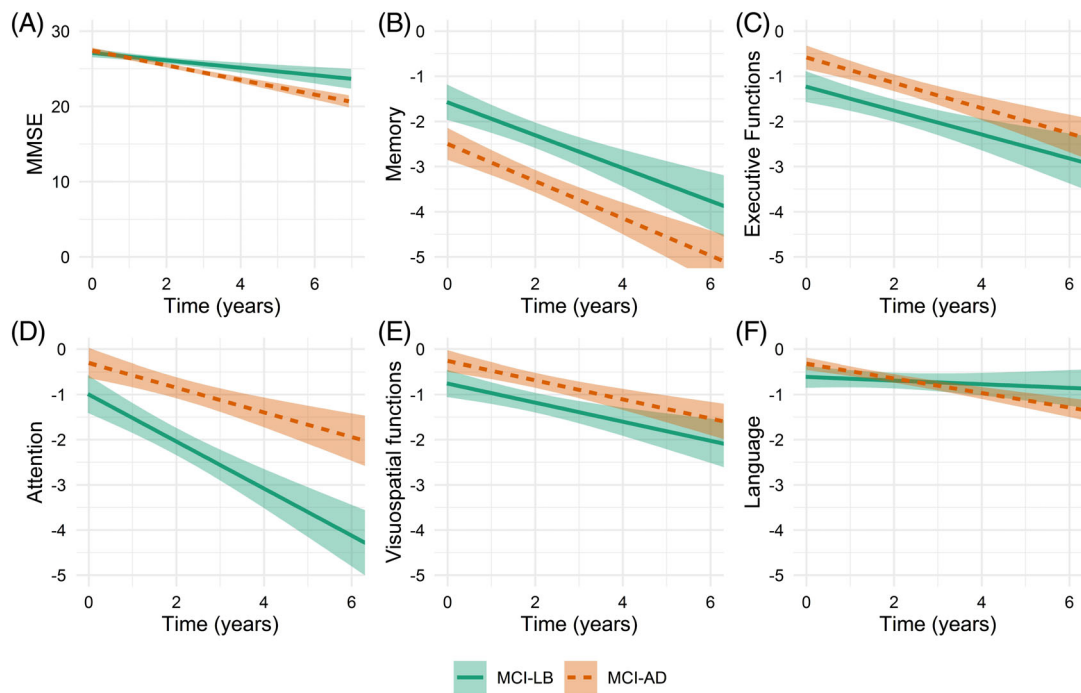 (A)
30
20
10
0
MMSE
0 2 4 6
Time (years)
(B)
0
-1
-2
-3
-4
-5
Memory
0 2 4 6
Time (years)
(C)
0
-1
-2
-3
-4
-5
Executive Functions
0 2 4 6
Time (years)
(D)
0
-1
-2
-3
-4
-5
Attention
0 2 4 6
Time (years)
(E)
0
-1
-2
-3
-4
-5
Visuospatial functions
0 2 4 6
Time (years)
(F)
0
-1
-2
-3
-4
-5
Language
0 2 4 6
Time (years)
MCI-LB MCI-AD